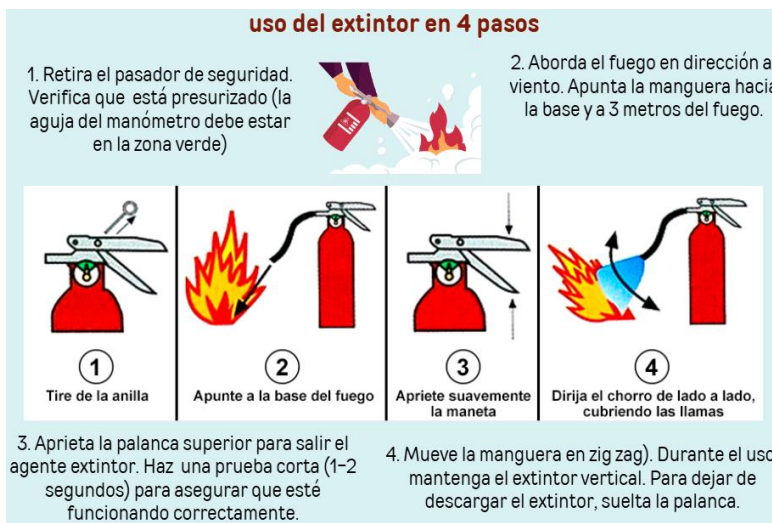 uso del extintor en 4 pasos
1. Retira el pasador de seguridad.
Verifica que está presurizado (la
aguja del manómetro debe estar
en la zona verde)
2. Aborda el fuego en dirección a
viento. Apunta la manguera hacia
la base y a 3 metros del fuego.
1
Tire de la anilla
2
Apunte a la base del fuego
3
Apriete suavemente
la maneta
4
Dirija el chorro de lado a lado,
cubriendo las llamas
3. Aprieta la palanca superior para salir el
agente extintor. Haz una prueba corta (1-2
segundos) para asegurar que esté
funcionando correctamente.
4. Mueve la manguera en zig zag). Durante el uso
mantenga el extintor vertical. Para dejar de
descargar el extintor, suelta la palanca.